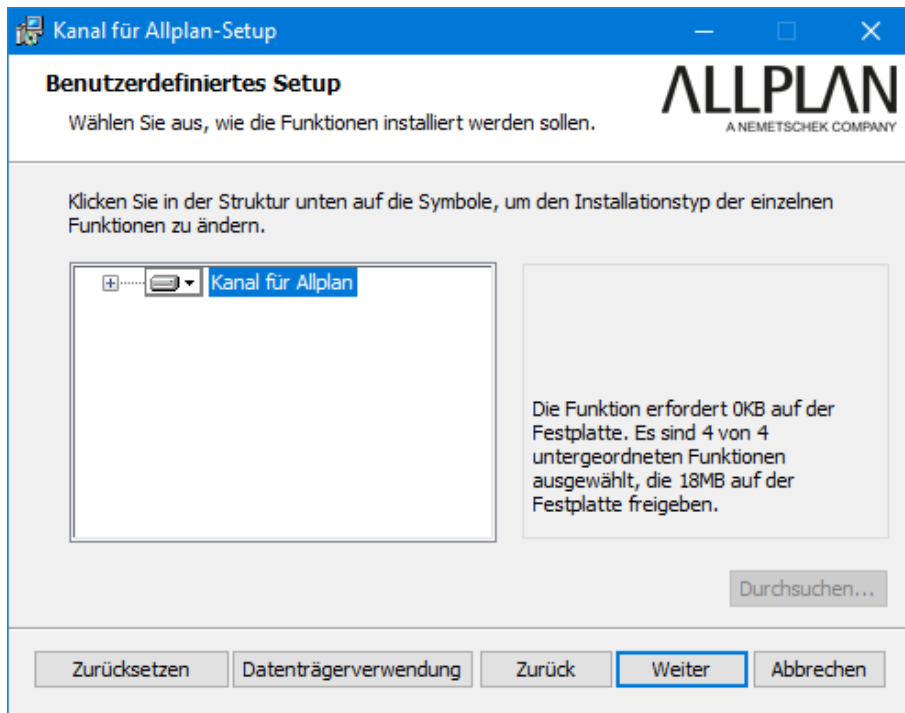 Kanal für Allplan-Setup
Benutzerdefiniertes Setup
Wählen Sie aus, wie die Funktionen installiert werden sollen.
ALLPLAN
A NEMETSCHEK COMPANY
Klicken Sie in der Struktur unten auf die Symbole, um den Installationstyp der einzelnen
Funktionen zu ändern.
Kanal für Allplan
Die Funktion erfordert 0KB auf der
Festplatte. Es sind 4 von 4
untergeordneten Funktionen
ausgewählt, die 18MB auf der
Festplatte freigeben.
Durchsuchen...
Zurücksetzen
Datenträgerverwendung
Zurück
Weiter
Abbrechen